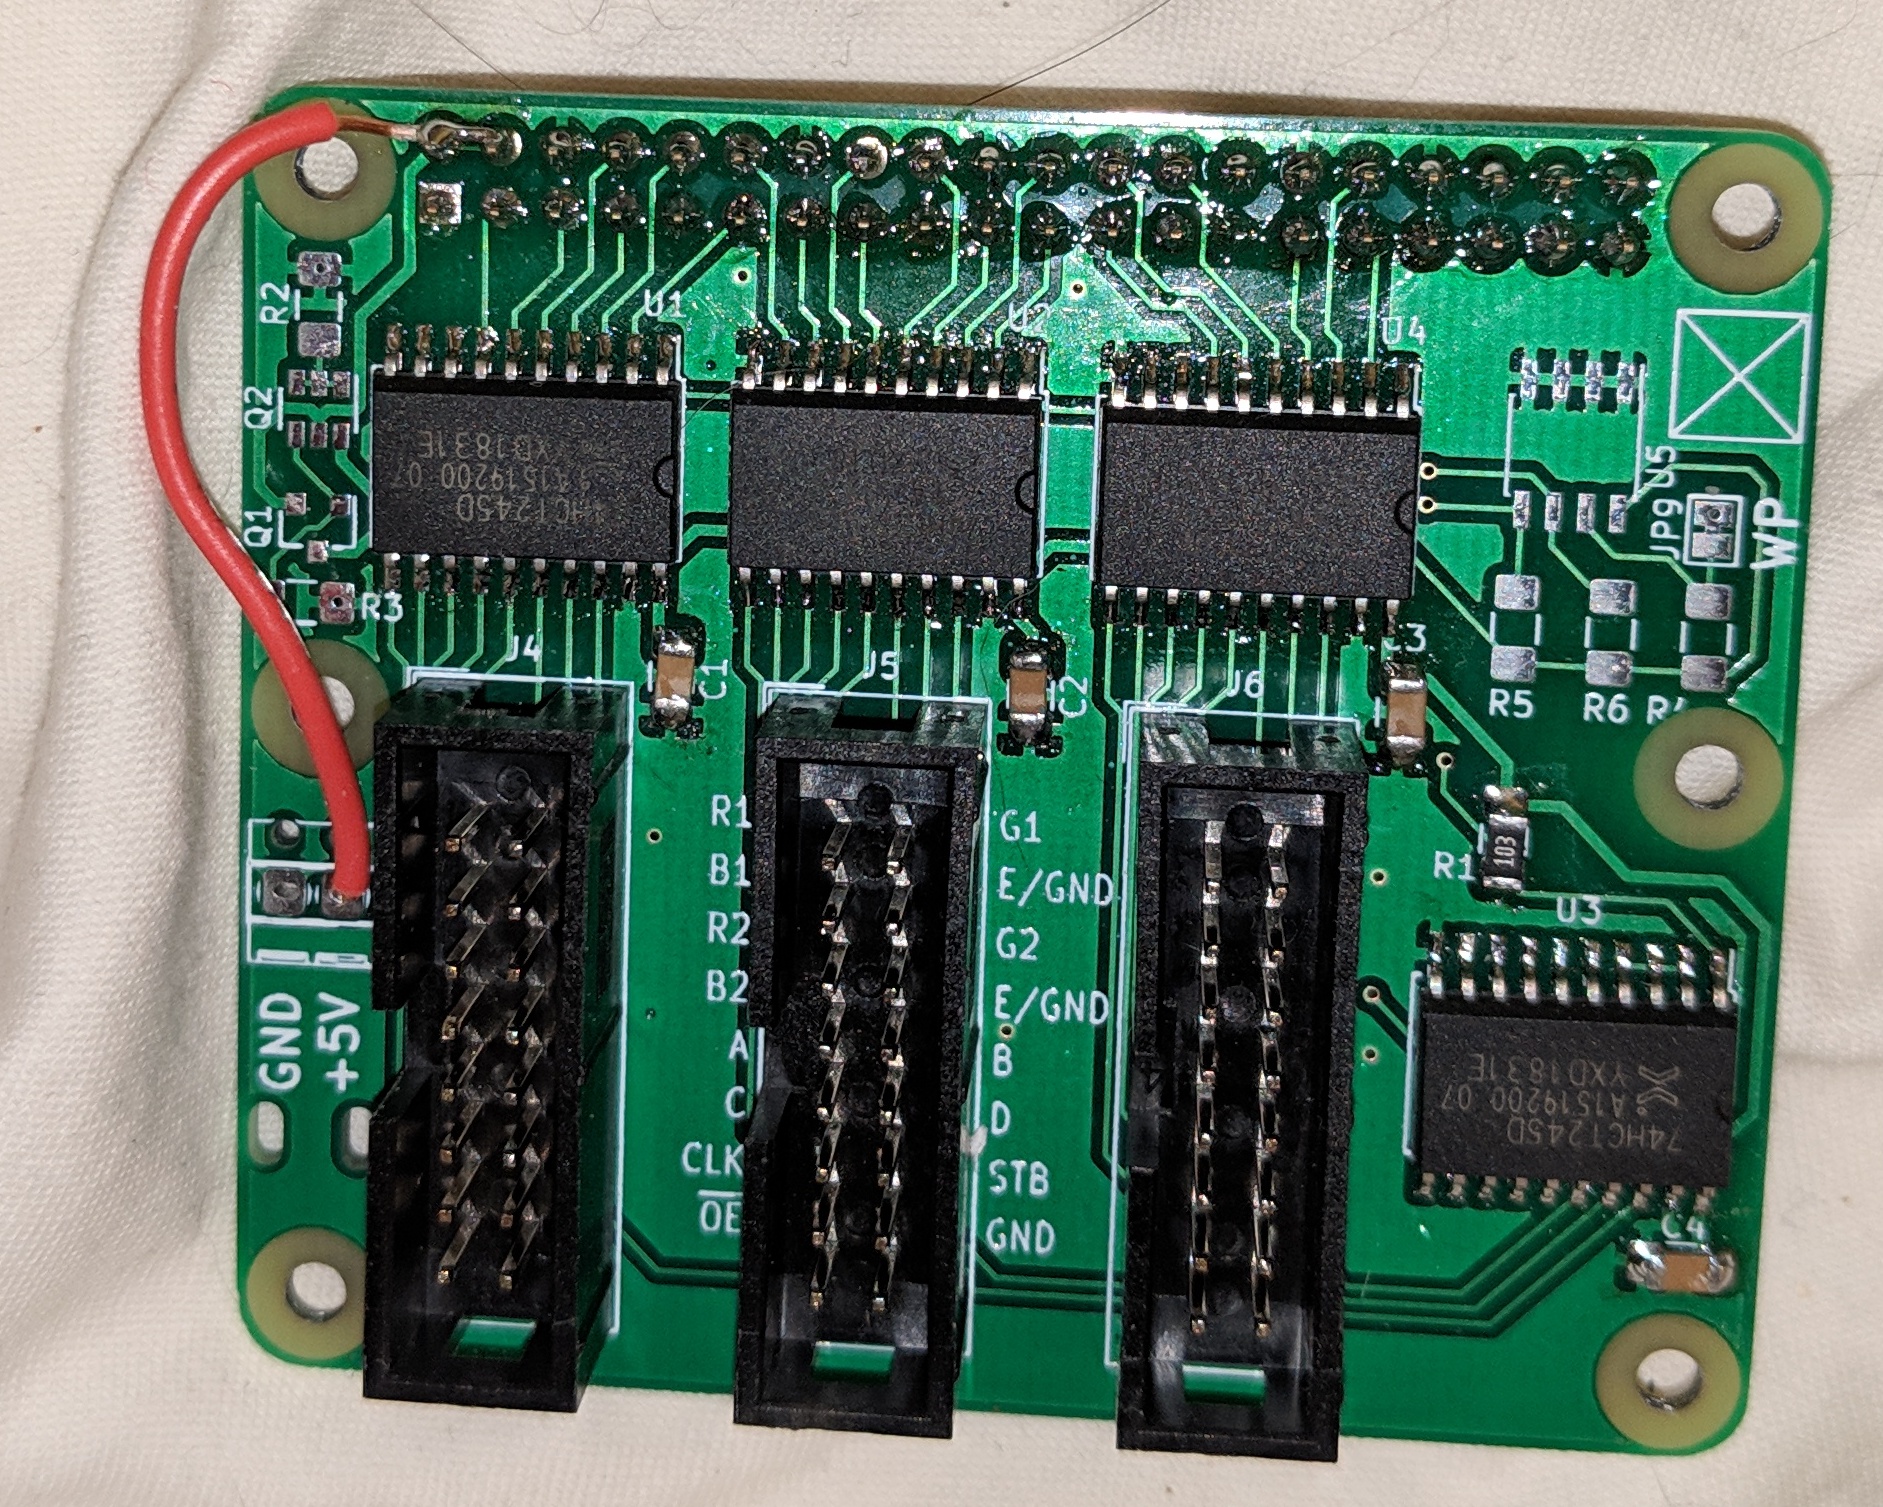 U1
U2
U4
R2
Q2
Q1
R3
HCT245D
A1519200 07
YXD1831E
U5
JP9
WP
J4
J5
J6
C1
C2
C3
R5
R6
R1
103
U3
R1
G1
B1
E/GND
R2
G2
B2
E/GND
A
B
C
D
CLK
STB
OE
GND
GND
+5V
74HCT245D
A1519200 07
YXD1831E
C4